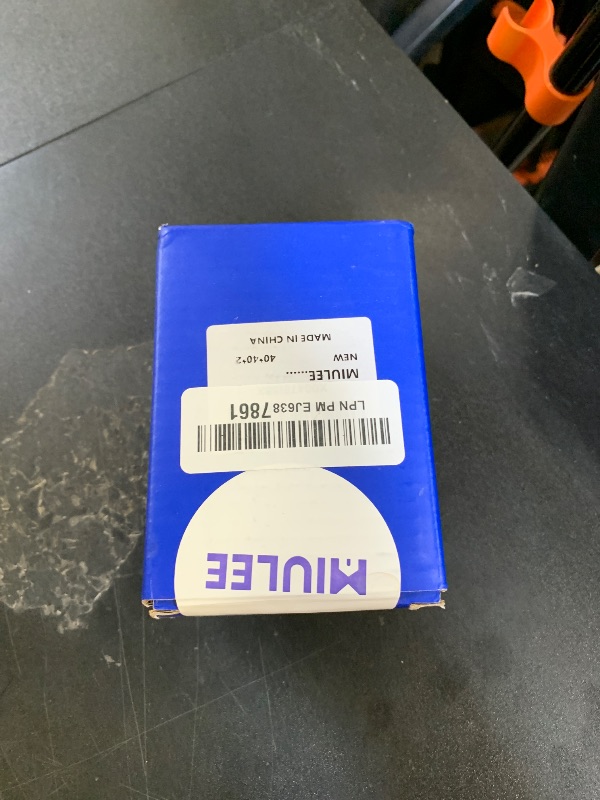 MIULEE
LPN PM EJ6387861
MIULEE......
NEW 40*40*2
MADE IN CHINA